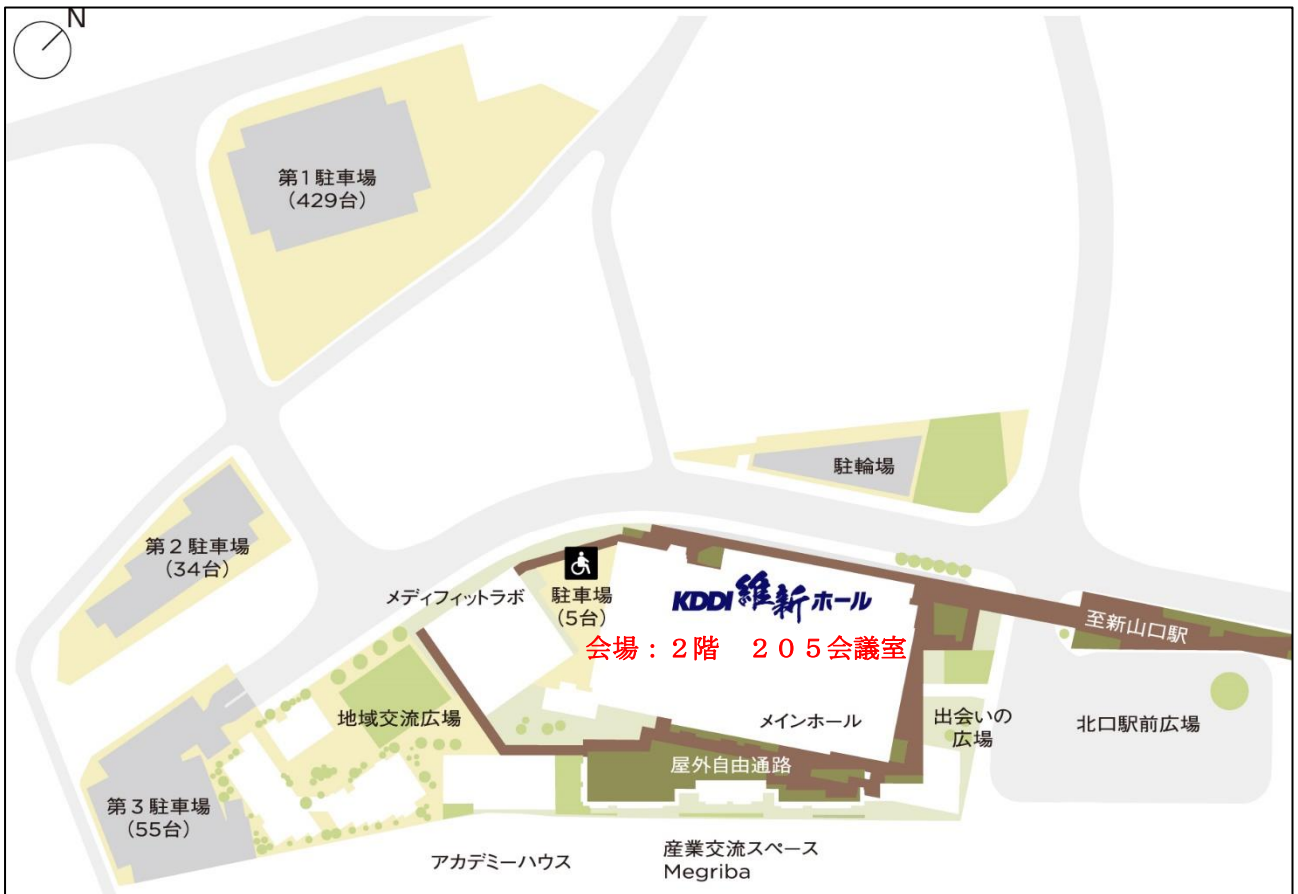 N
第1駐車場
(429台)
駐輪場
第2駐車場
(34台)
メディフィットラボ
駐車場
(5台)
KDDI維新ホール
会場：２階　２０５会議室
至新山口駅
地域交流広場
メインホール
出会いの
広場
北口駅前広場
屋外自由通路
第3駐車場
(55台)
アカデミーハウス
産業交流スペース
Megriba